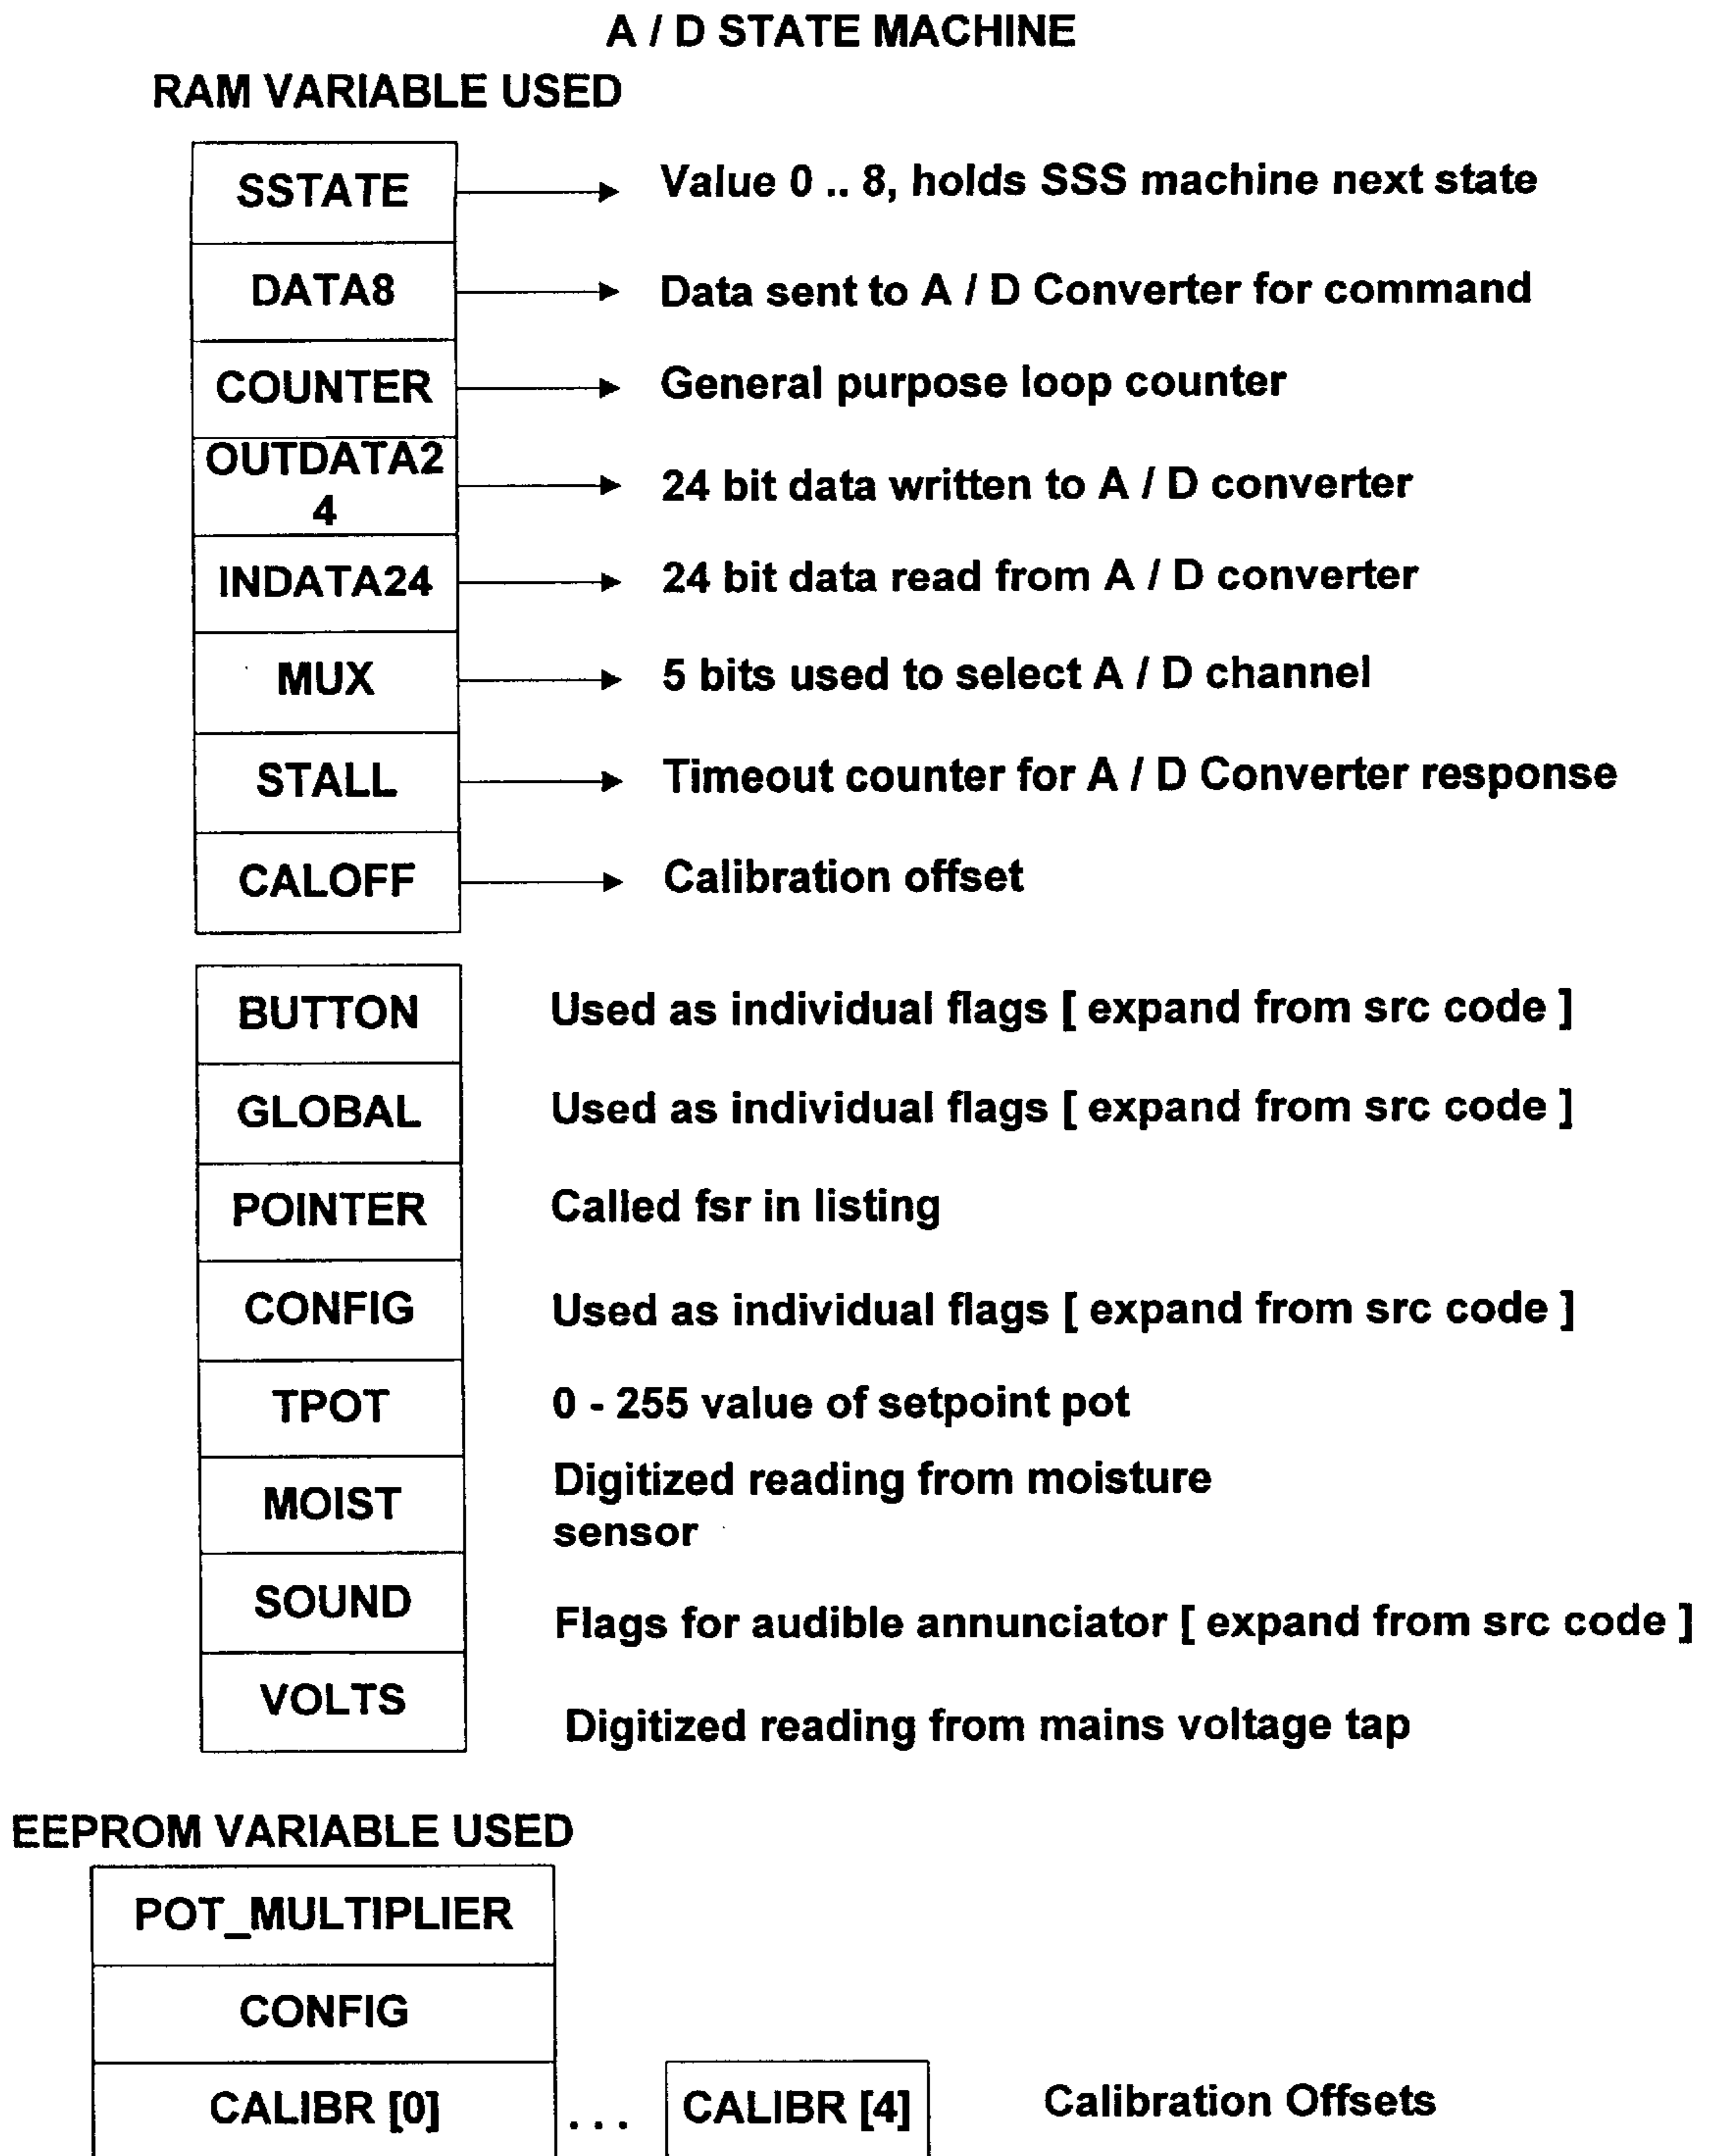 A / D STATE MACHINE
RAM VARIABLE USED
SSTATE Value 0 .. 8, holds SSS machine next state
DATA8 Data sent to A / D Converter for command
COUNTER General purpose loop counter
OUTDATA2
4 24 bit data written to A / D converter
INDATA24 24 bit data read from A / D converter
MUX 5 bits used to select A / D channel
STALL Timeout counter for A / D Converter response
CALOFF Calibration offset
BUTTON Used as individual flags [ expand from src code ]
GLOBAL Used as individual flags [ expand from src code ]
POINTER Called fsr in listing
CONFIG Used as individual flags [ expand from src code ]
TPOT 0 - 255 value of setpoint pot
MOIST Digitized reading from moisture
sensor
SOUND Flags for audible annunciator [ expand from src code ]
VOLTS Digitized reading from mains voltage tap
EEPROM VARIABLE USED
POT_MULTIPLIER
CONFIG
CALIBR [0] ... CALIBR [4] Calibration Offsets